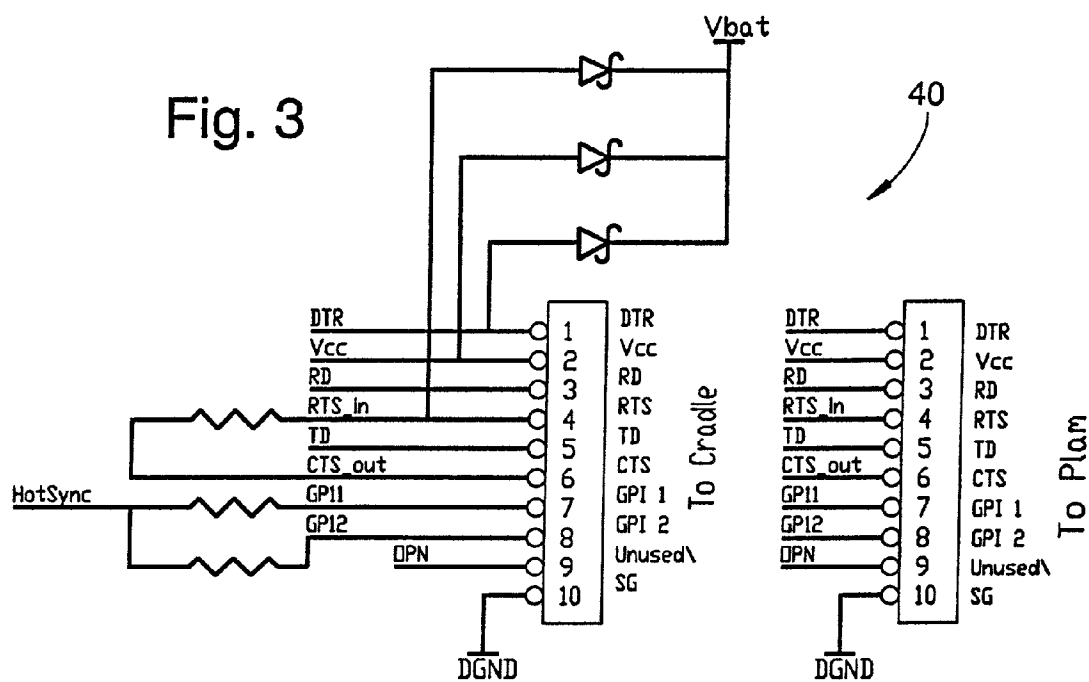 Vbat
Fig. 3
40
DTR
Vcc
RD
RTS_in
TD
CTS_out
HotSync
GPI1
GPI2
OPN
DGND
1
2
3
4
5
6
7
8
9
10
DTR
Vcc
RD
RTS
TD
CTS
GPI 1
GPI 2
Unused\
SG
To Cradle
DTR
Vcc
RD
RTS_in
TD
CTS_out
GPI1
GPI2
OPN
DGND
1
2
3
4
5
6
7
8
9
10
DTR
Vcc
RD
RTS
TD
CTS
GPI 1
GPI 2
Unused\
SG
To Plam